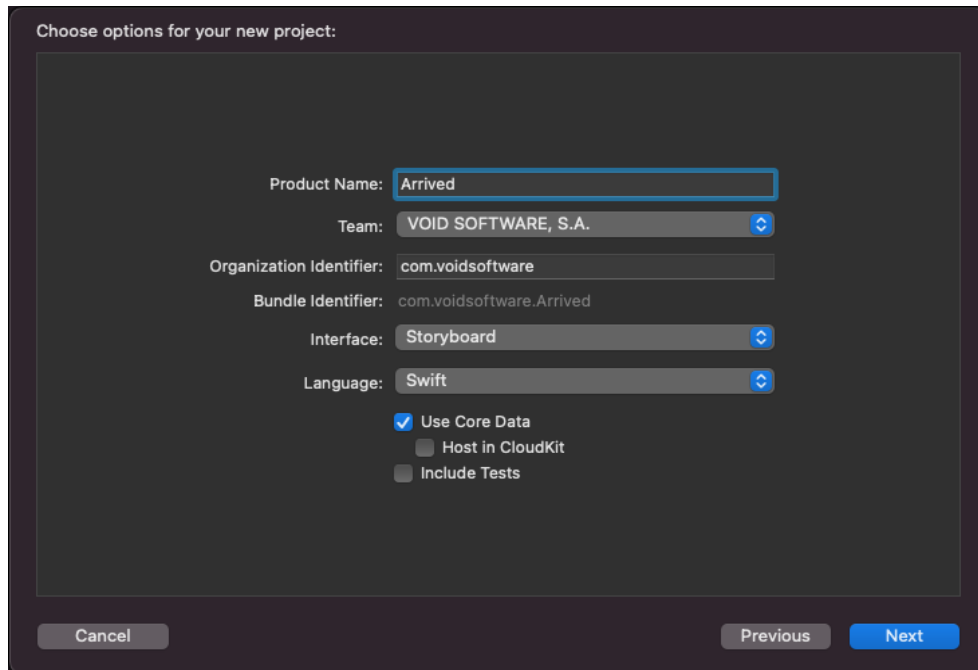 Choose options for your new project:
Product Name: Arrived
Team: VOID SOFTWARE, S.A.
Organization Identifier: com.voidsoftware
Bundle Identifier: com.voidsoftware.Arrived
Interface: Storyboard
Language: Swift
Use Core Data
Host in CloudKit
Include Tests
Cancel Previous Next